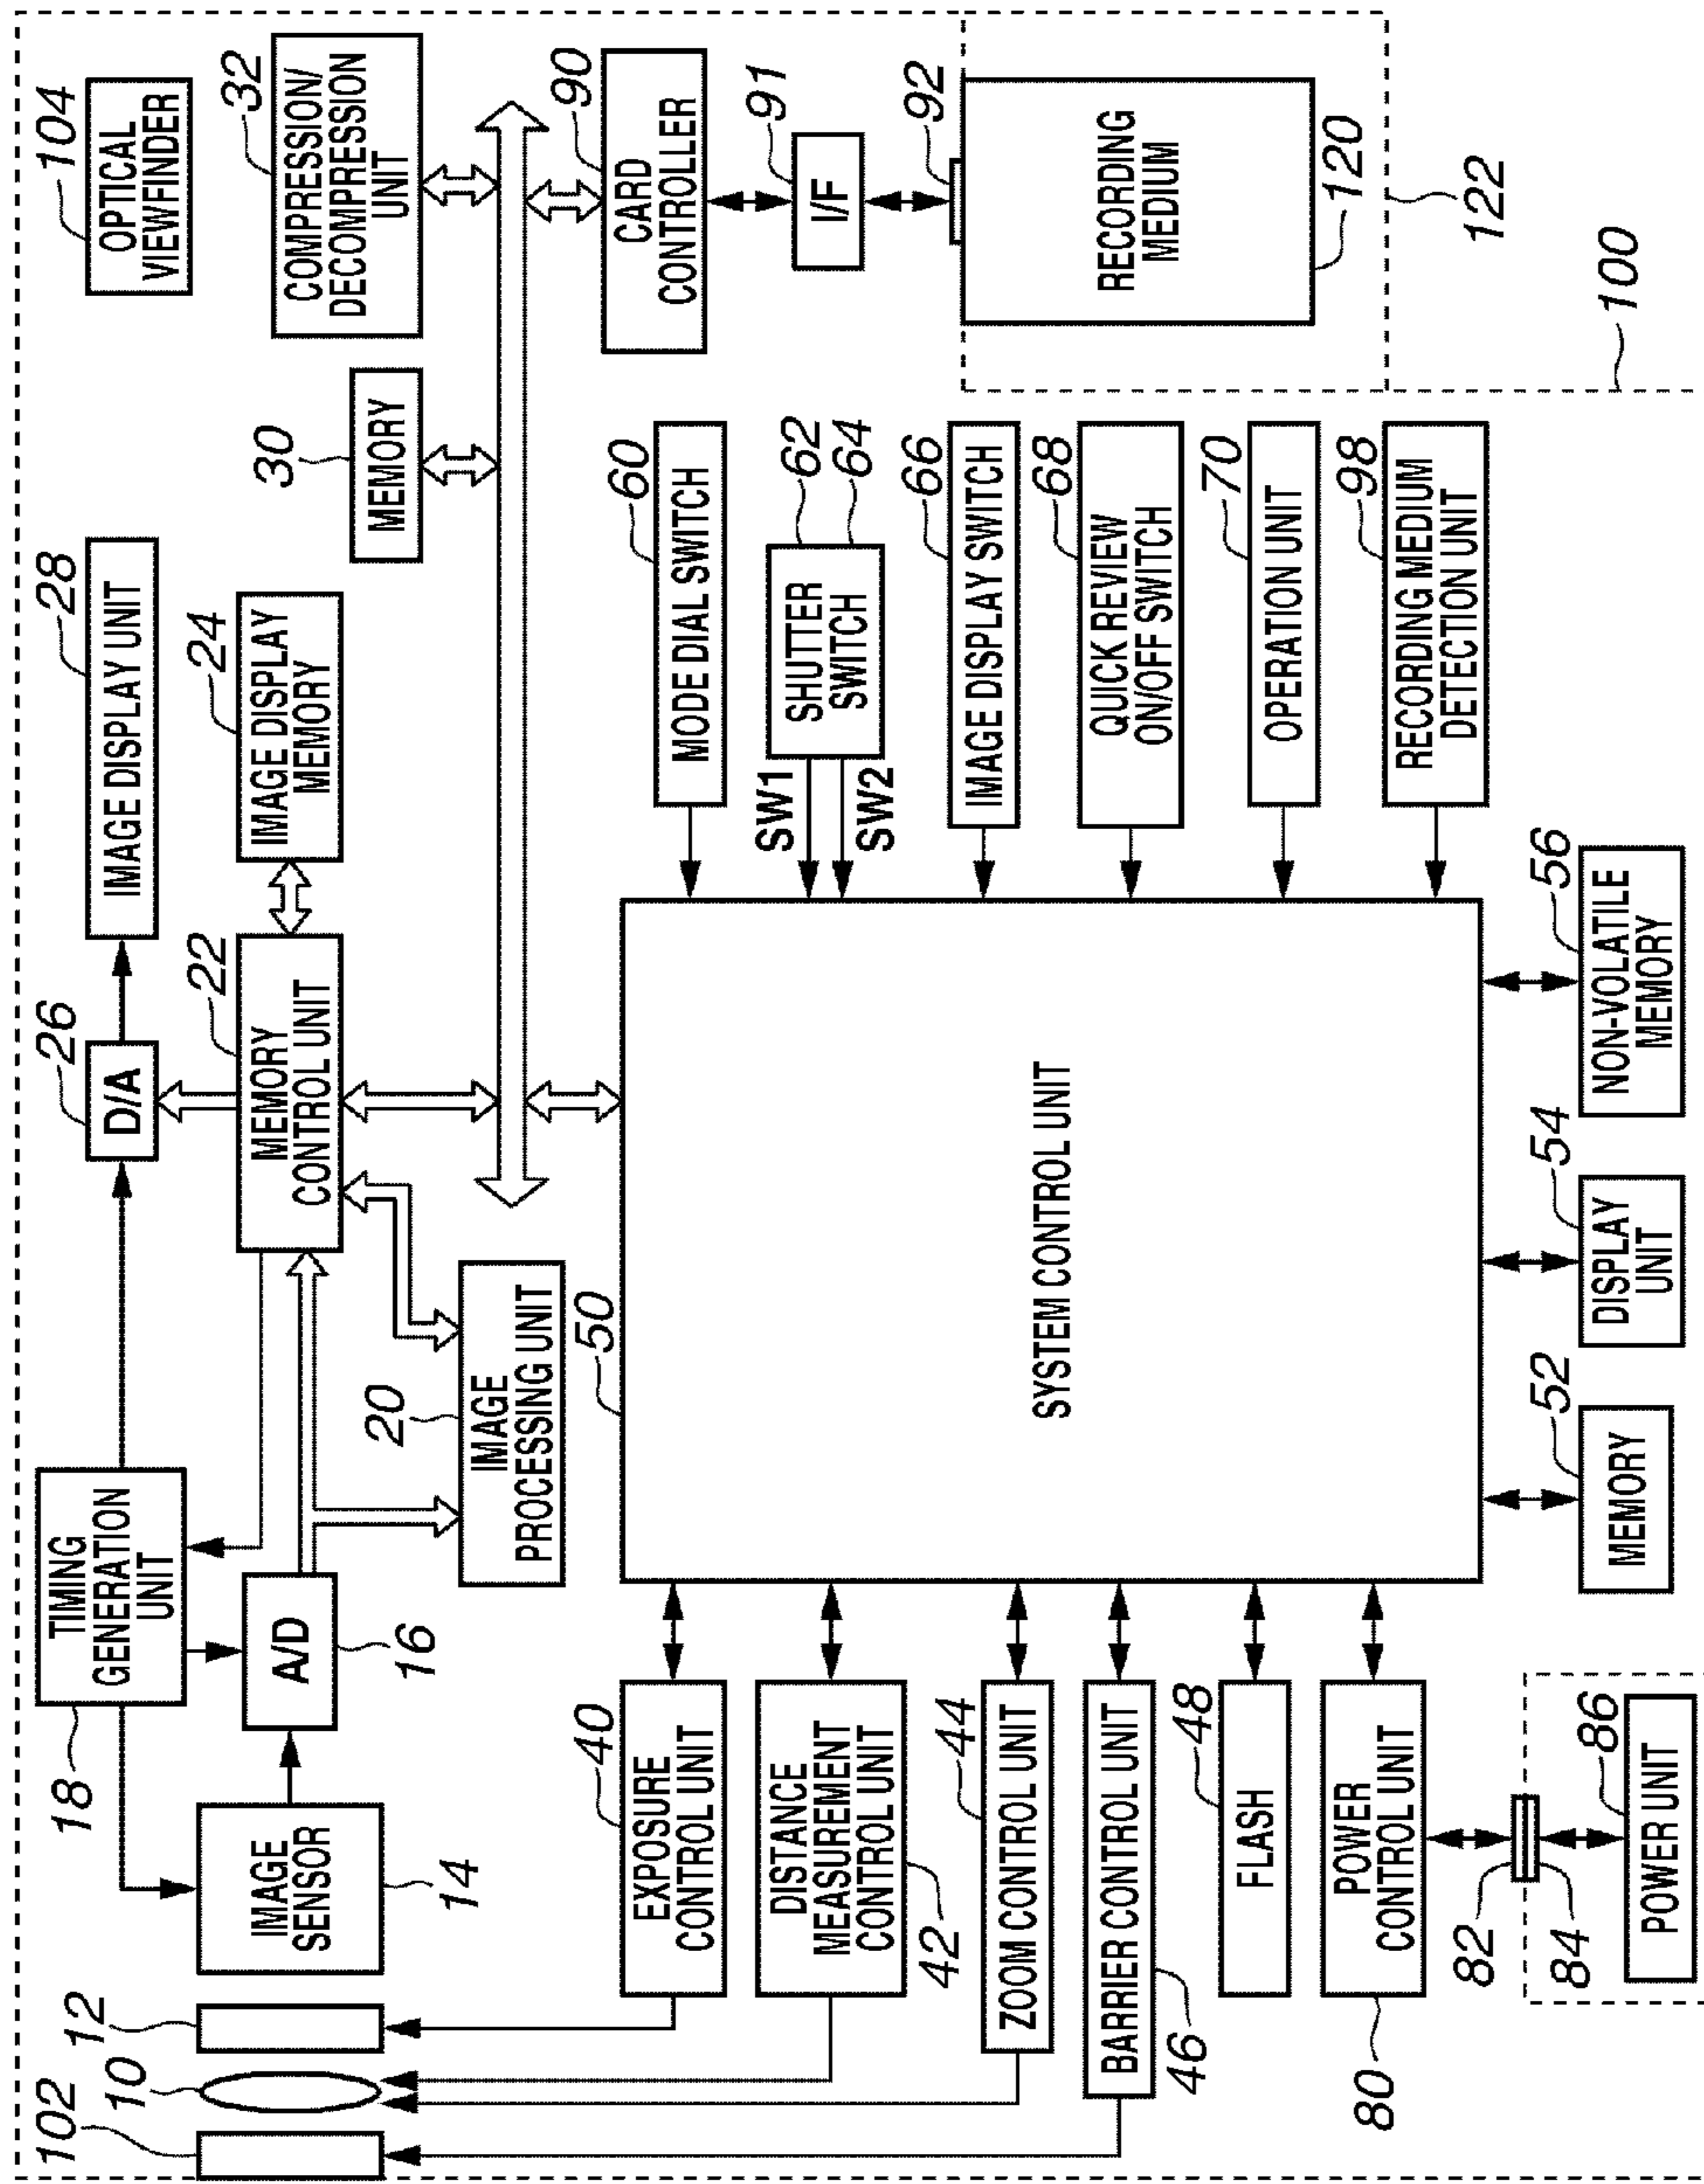 102
10
12
IMAGE
SENSOR
14
18
TIMING
GENERATION
UNIT
A/D
16
26
D/A
28
IMAGE DISPLAY UNIT
104
OPTICAL
VIEWFINDER
22
MEMORY
CONTROL UNIT
24
IMAGE DISPLAY
MEMORY
30
MEMORY
32
COMPRESSION/
DECOMPRESSION
UNIT
20
IMAGE
PROCESSING UNIT
40
EXPOSURE
CONTROL UNIT
DISTANCE
MEASUREMENT
CONTROL UNIT
42
44
ZOOM CONTROL UNIT
BARRIER CONTROL UNIT
46
48
FLASH
POWER
CONTROL UNIT
80
82
84
86
POWER UNIT
50
SYSTEM CONTROL UNIT
52
MEMORY
54
DISPLAY
UNIT
56
NON-VOLATILE
MEMORY
60
MODE DIAL SWITCH
SW1
SW2
SHUTTER
SWITCH
62
64
66
IMAGE DISPLAY SWITCH
68
QUICK REVIEW
ON/OFF SWITCH
70
OPERATION UNIT
98
RECORDING MEDIUM
DETECTION UNIT
90
CARD
CONTROLLER
91
I/F
92
RECORDING
MEDIUM
120
122
100